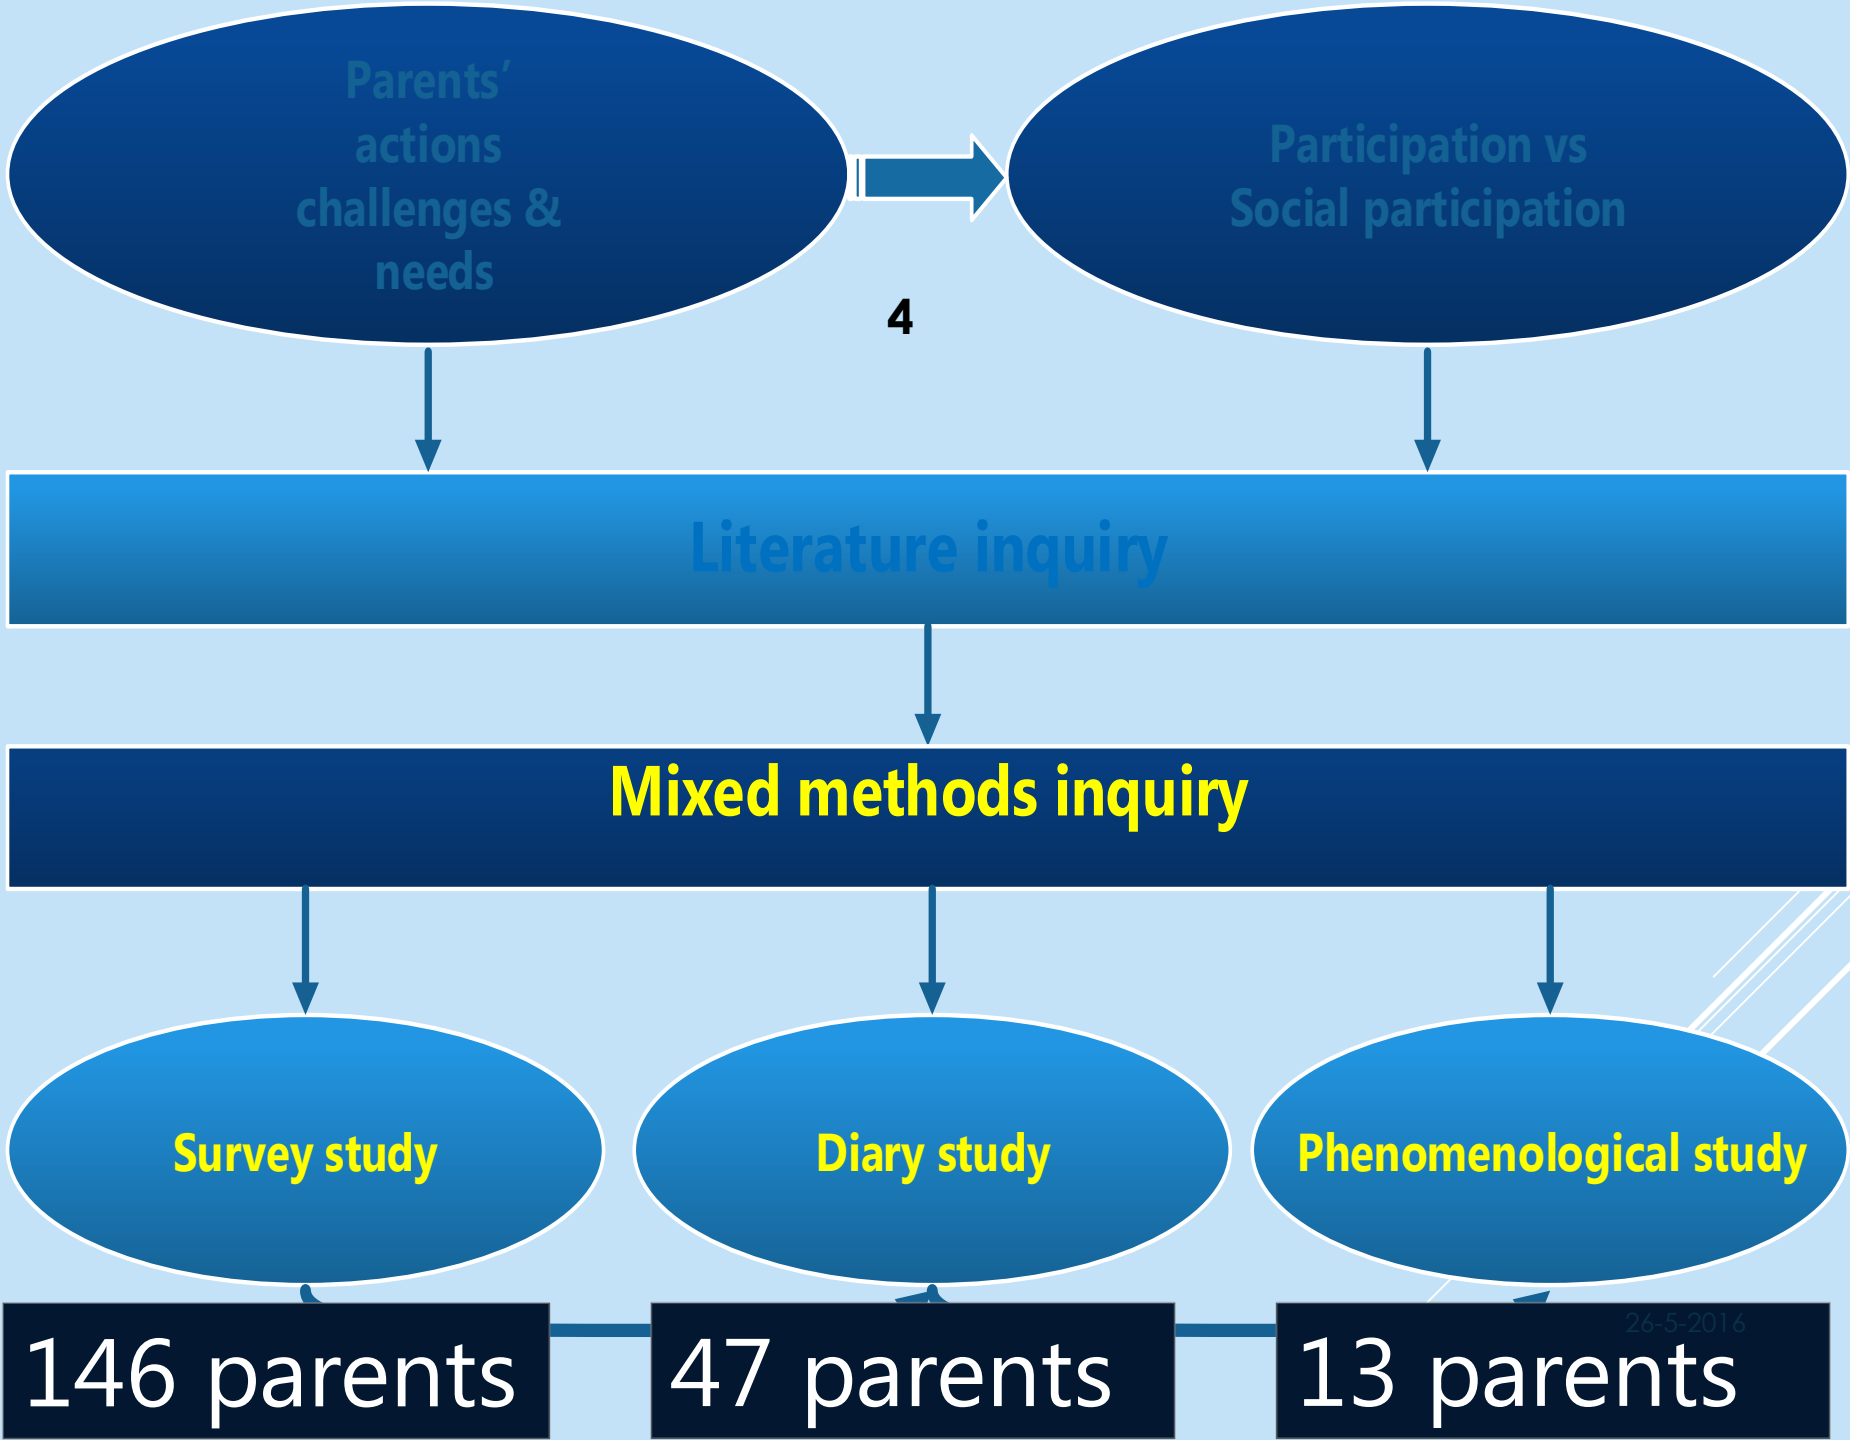 Parents’
actions
challenges &
needs
Participation vs
Social participation
4
Literature inquiry
Mixed methods inquiry
Survey study
Diary study
Phenomenological study
146 parents
47 parents
13 parents
26-5-2016